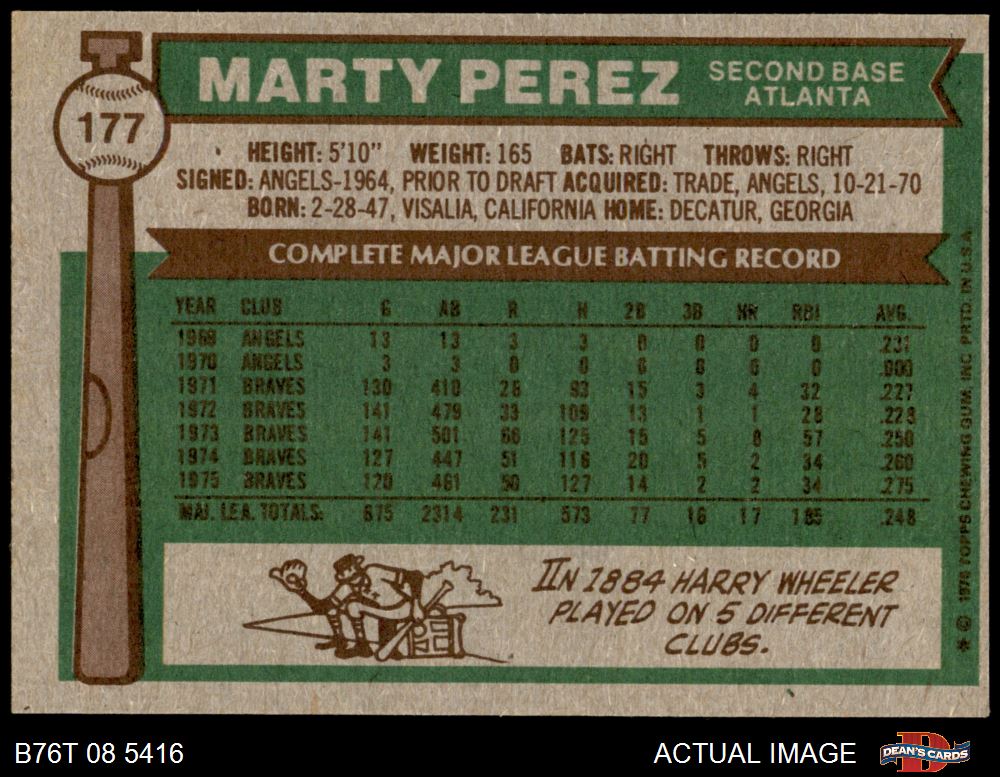 177
MARTY PEREZ
SECOND BASE
ATLANTA
HEIGHT: 5'10" WEIGHT: 165 BATS: RIGHT THROWS: RIGHT
SIGNED: ANGELS-1964, PRIOR TO DRAFT ACQUIRED: TRADE, ANGELS, 10-21-70
BORN: 2-28-47, VISALIA, CALIFORNIA HOME: DECATUR, GEORGIA
COMPLETE MAJOR LEAGUE BATTING RECORD
YEAR CLUB G AB R H 2B 3B HR RBI AVG.
1969 ANGELS 13 13 3 3 0 0 0 0 .231
1970 ANGELS 3 3 0 0 0 0 0 0 .000
1971 BRAVES 130 410 28 93 15 3 4 32 .227
1972 BRAVES 141 479 33 109 13 1 1 28 .228
1973 BRAVES 141 501 66 125 15 5 8 57 .250
1974 BRAVES 127 447 51 116 20 5 2 34 .260
1975 BRAVES 120 461 50 127 14 2 2 34 .275
MAJ. LEA. TOTALS: 675 2314 231 573 77 16 17 185 .248
IN 1884 HARRY WHEELER
PLAYED ON 5 DIFFERENT
CLUBS.
* © 1976 TOPPS CHEWING GUM, INC. PRTD. IN U.S.A.
B76T 08 5416
ACTUAL IMAGE
D
DEAN'S CARDS